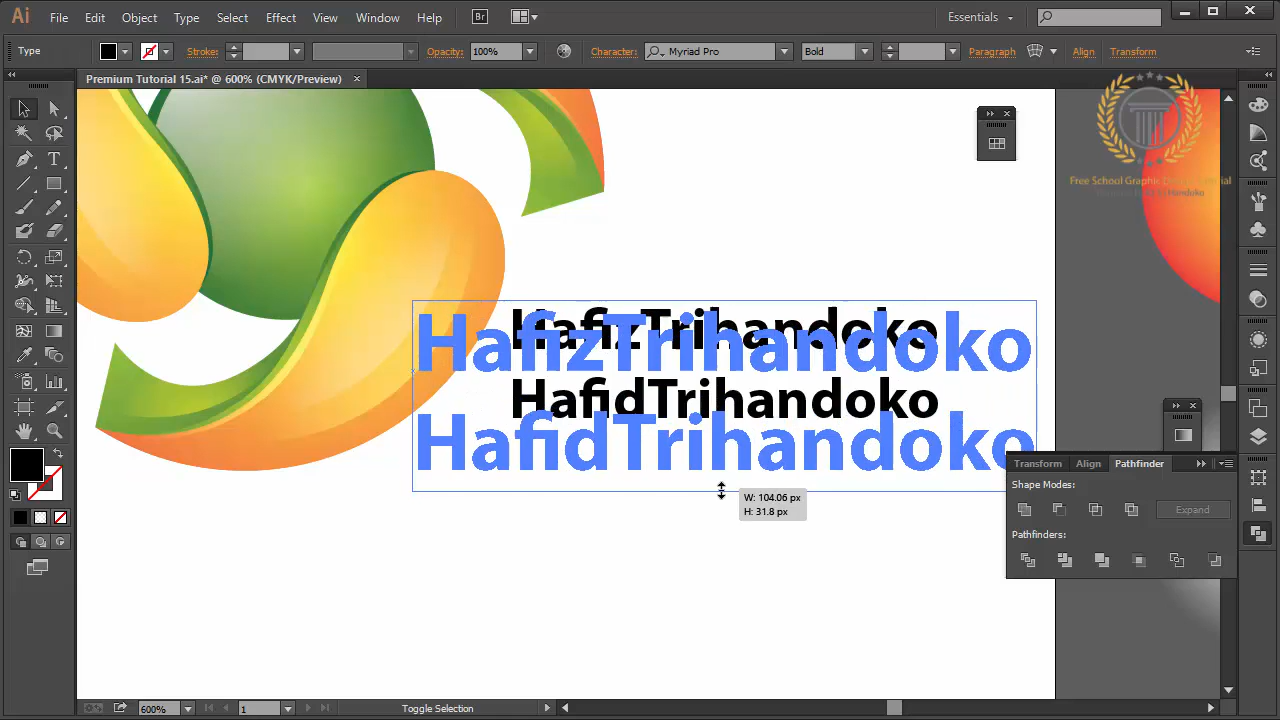 Ai File Edit Object Type Select Effect View Window Help Br Essentials
Type Stroke: Opacity: 100% Character: Myriad Pro Bold Paragraph Align Transform
Premium Tutorial 15.ai* @ 600% (CMYK/Preview)
HafizTrihandoko
HafizTrihandoko
HafidTrihandoko
HafidTrihandoko
W: 104.06 px
H: 31.8 px
Transform Align Pathfinder
Shape Modes:
Expand
Pathfinders:
600% 1 Toggle Selection